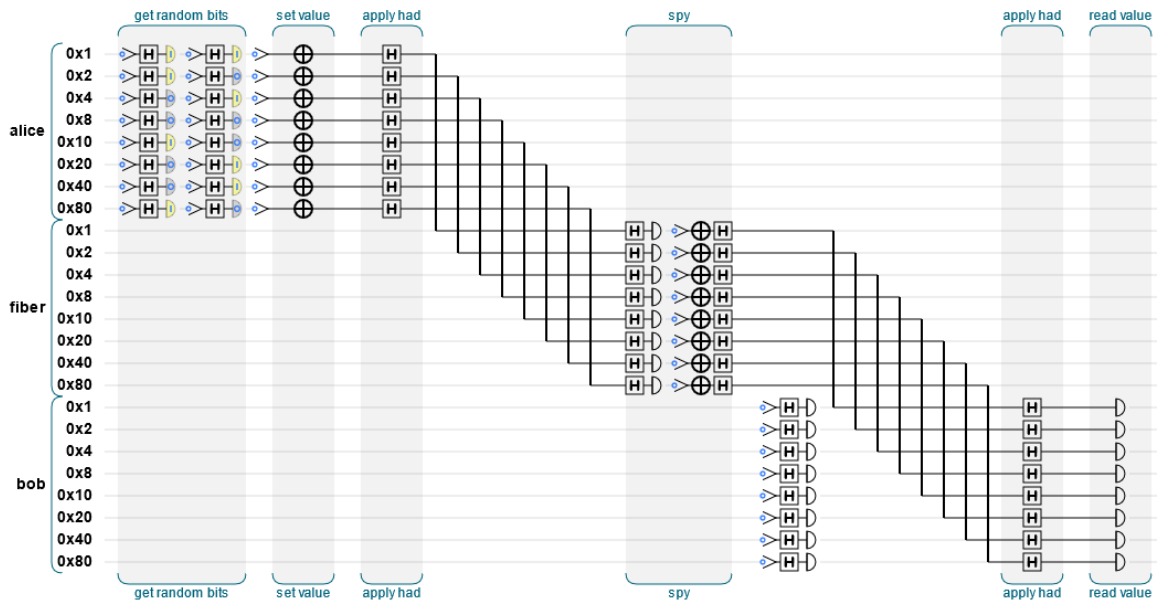 get random bits set value apply had spy apply had read value
0x1 H H H
0x2 H H H
0x4 H H H
alice 0x8 H H H
0x10 H H H
0x20 H H H
0x40 H H H
0x80 H H H
0x1 H H
0x2 H H
0x4 H H
fiber 0x8 H H
0x10 H H
0x20 H H
0x40 H H
0x80 H H
0x1 H H
0x2 H H
0x4 H H
bob 0x8 H H
0x10 H H
0x20 H H
0x40 H H
0x80 H H
get random bits set value apply had spy apply had read value